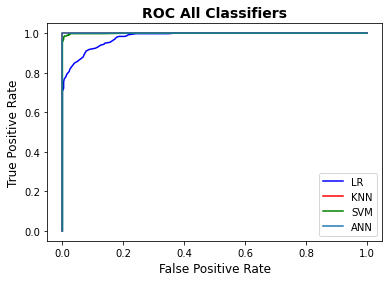 ROC All Classifiers
True Positive Rate
1.0
0.8
0.6
0.4
0.2
0.0
LR
KNN
SVM
ANN
0.0 0.2 0.4 0.6 0.8 1.0
False Positive Rate